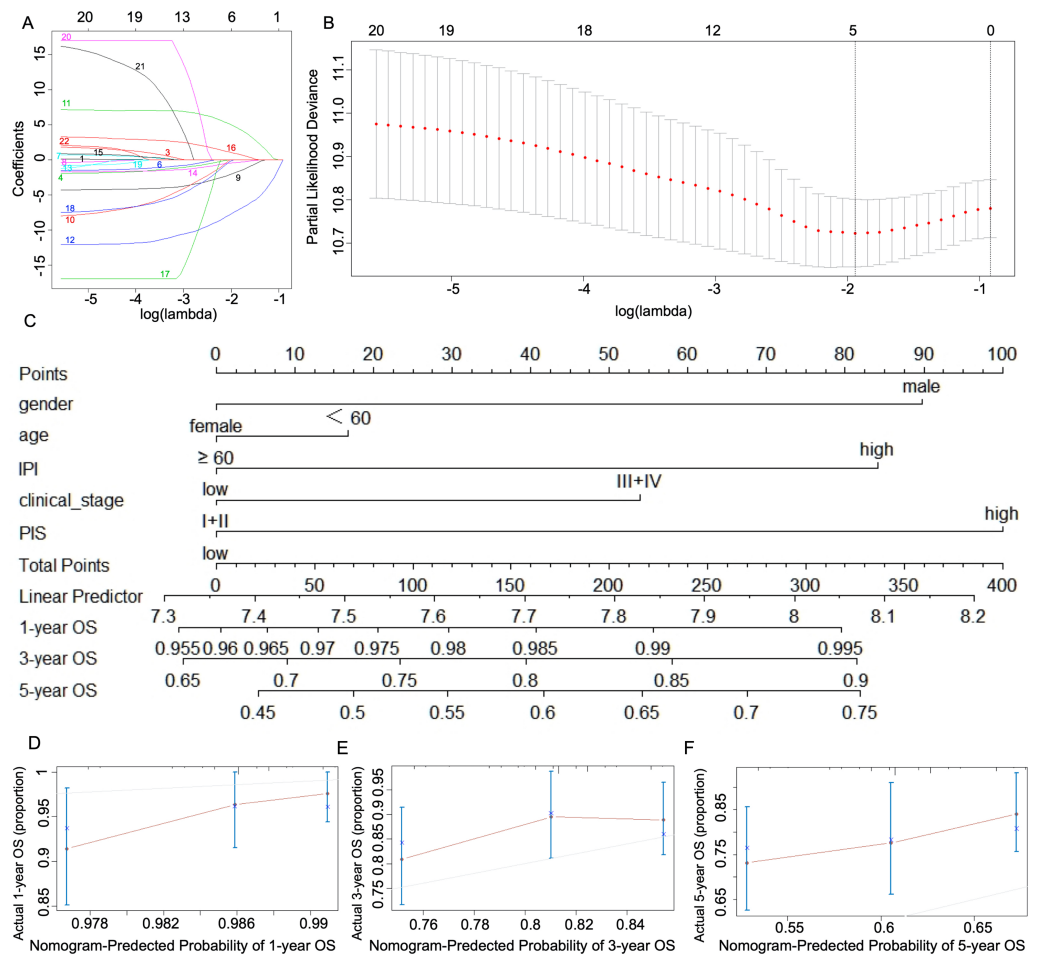 A
20 19 13 6 1
15 10 5 0 -5 -10 -15
Coefficients
20
21
11
22
15
3
16
1
19
6
13
4
14
9
18
10
12
17
-5 -4 -3 -2 -1
log(lambda)
B
20 19 18 12 5 0
11.1 11.0 10.9 10.8 10.7
Partial Likelihood Deviance
-5 -4 -3 -2 -1
log(lambda)
C
0 10 20 30 40 50 60 70 80 90 100
Points
male
gender
female < 60
age
≥ 60 high
IPI
low III+IV
clinical_stage
I+II high
PIS
low
Total Points
0 50 100 150 200 250 300 350 400
Linear Predictor
7.3 7.4 7.5 7.6 7.7 7.8 7.9 8 8.1 8.2
1-year OS
0.955 0.96 0.965 0.97 0.975 0.98 0.985 0.99 0.995
3-year OS
0.65 0.7 0.75 0.8 0.85 0.9
5-year OS
0.45 0.5 0.55 0.6 0.65 0.7 0.75
D
Actual 1-year OS (proportion)
1 0.95 0.9 0.85
0.978 0.982 0.986 0.99
Nomogram-Predected Probability of 1-year OS
E
Actual 3-year OS (proportion)
0.95 0.9 0.85 0.8 0.75
0.76 0.78 0.8 0.82 0.84
Nomogram-Predected Probability of 3-year OS
F
Actual 5-year OS (proportion)
0.85 0.75 0.65
0.55 0.6 0.65
Nomogram-Predected Probability of 5-year OS